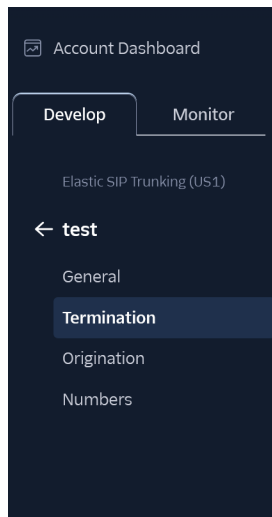 Account Dashboard
Develop
Monitor
Elastic SIP Trunking (US1)
test
General
Termination
Origination
Numbers